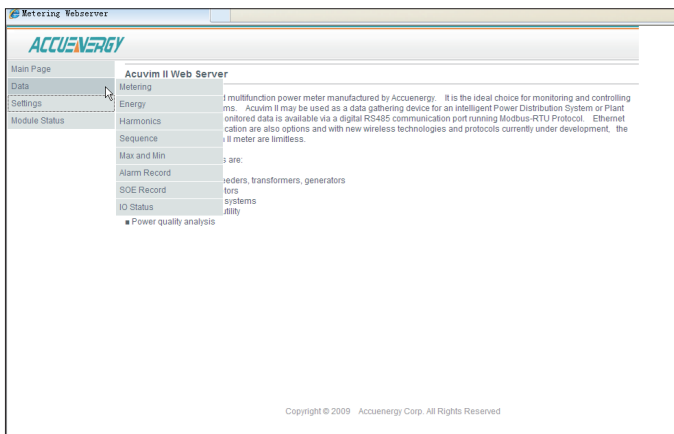 Metering Webserver
ACCUENERGY
Main Page
Data
Settings
Module Status
Acuvim II Web Server
Metering
Energy
Harmonics
Sequence
Max and Min
Alarm Record
SOE Record
IO Status
l multifunction power meter manufactured by Accuenergy. It is the ideal choice for monitoring and controlling
ms. Acuvim II may be used as a data gathering device for an intelligent Power Distribution System or Plant
onitored data is available via a digital RS485 communication port running Modbus-RTU Protocol. Ethernet
cation are also options and with new wireless technologies and protocols currently under development, the
II meter are limitless.
s are:
eeders, transformers, generators
tors
systems
utility
■ Power quality analysis
Copyright © 2009 Accuenergy Corp. All Rights Reserved